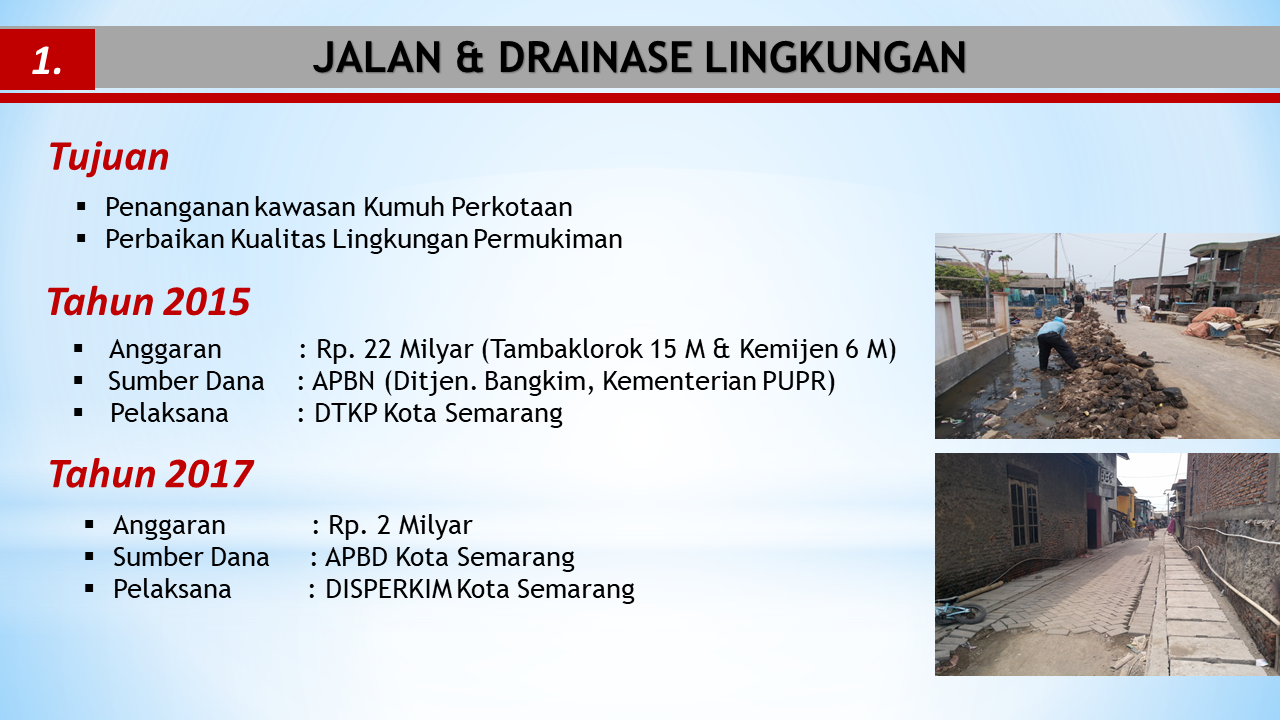 1.
JALAN & DRAINASE LINGKUNGAN
Tujuan
▪ Penanganan kawasan Kumuh Perkotaan
▪ Perbaikan Kualitas Lingkungan Permukiman
Tahun 2015
▪ Anggaran : Rp. 22 Milyar (Tambaklorok 15 M & Kemijen 6 M)
▪ Sumber Dana : APBN (Ditjen. Bangkim, Kementerian PUPR)
▪ Pelaksana : DTKP Kota Semarang
Tahun 2017
▪ Anggaran : Rp. 2 Milyar
▪ Sumber Dana : APBD Kota Semarang
▪ Pelaksana : DISPERKIM Kota Semarang